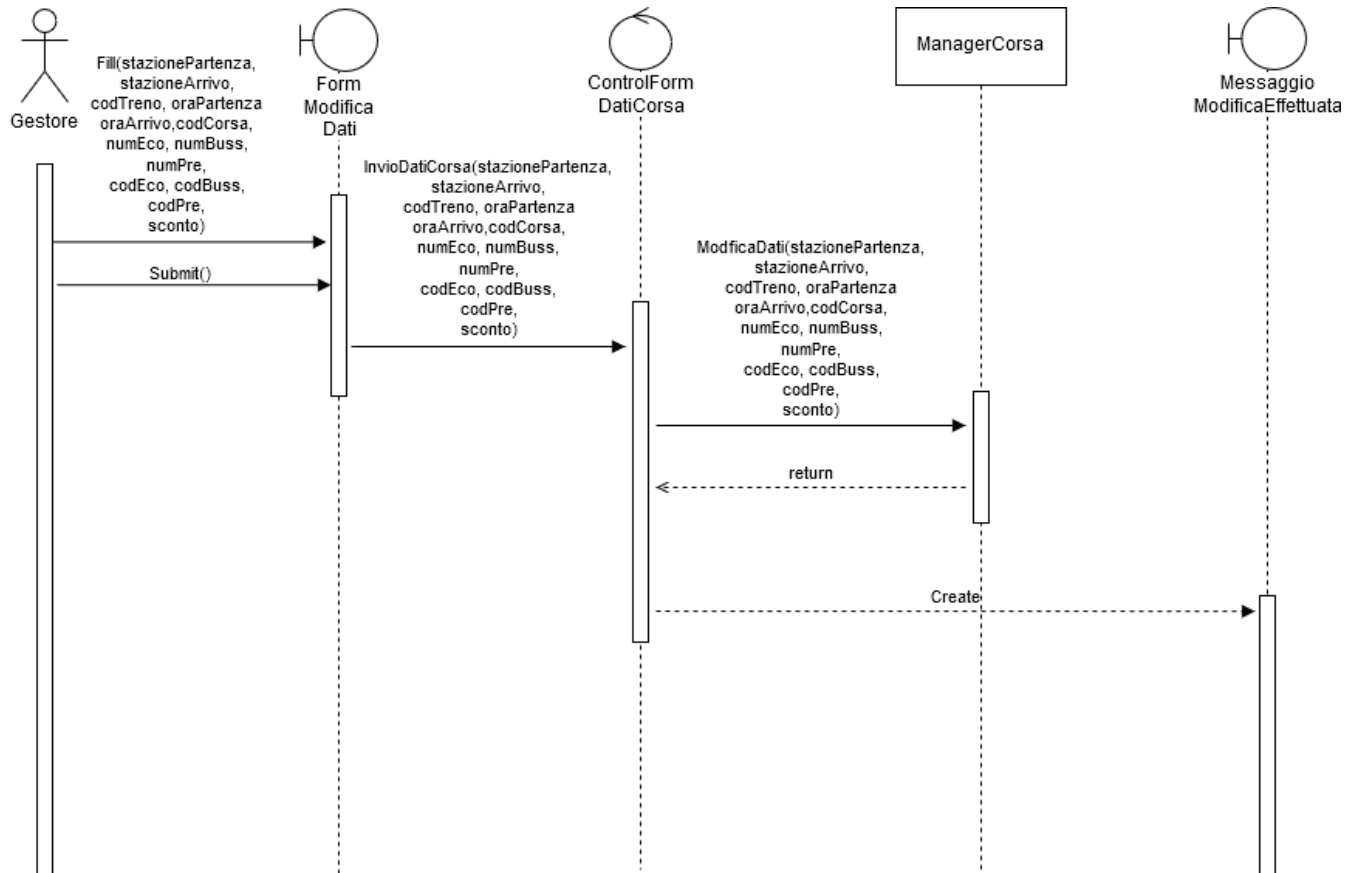 Gestore
Form
Modifica
Dati
ControlForm
DatiCorsa
ManagerCorsa
Messaggio
ModificaEffettuata
Fill(stazionePartenza,
stazioneArrivo,
codTreno, oraPartenza
oraArrivo,codCorsa,
numEco, numBuss,
numPre,
codEco, codBuss,
codPre,
sconto)
Submit()
InvioDatiCorsa(stazionePartenza,
stazioneArrivo,
codTreno, oraPartenza
oraArrivo,codCorsa,
numEco, numBuss,
numPre,
codEco, codBuss,
codPre,
sconto)
ModficaDati(stazionePartenza,
stazioneArrivo,
codTreno, oraPartenza
oraArrivo,codCorsa,
numEco, numBuss,
numPre,
codEco, codBuss,
codPre,
sconto)
return
Create